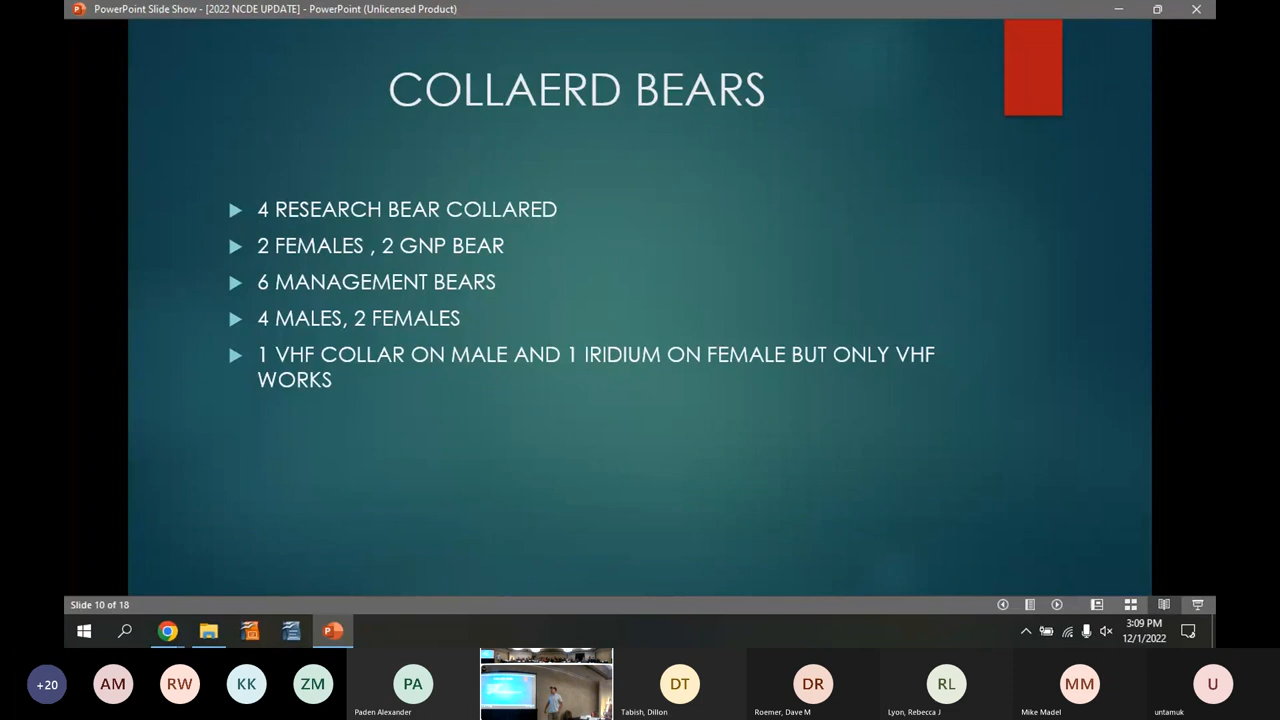 PowerPoint Slide Show - [2022 NCDE UPDATE] - PowerPoint (Unlicensed Product)
COLLAERD BEARS
4 RESEARCH BEAR COLLARED
2 FEMALES , 2 GNP BEAR
6 MANAGEMENT BEARS
4 MALES, 2 FEMALES
1 VHF COLLAR ON MALE AND 1 IRIDIUM ON FEMALE BUT ONLY VHF
WORKS
Slide 10 of 18
3:09 PM
12/1/2022
+20
AM
RW
KK
ZM
PA
DT
DR
RL
MM
U
Paden Alexander
Tabish, Dillon
Roemer, Dave M
Lyon, Rebecca J
Mike Madel
untamuk